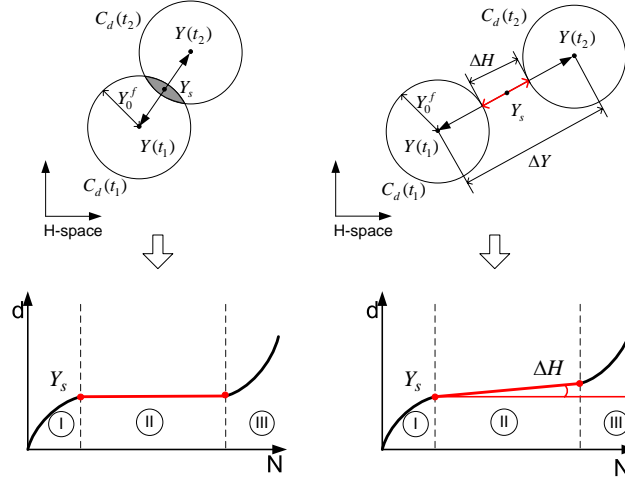 C_d(t_2)
Y(t_2)
Y_s
Y_0^f
Y(t_1)
C_d(t_1)
H-space
C_d(t_2)
Y(t_2)
ΔH
Y_0^f
Y_s
Y(t_1)
ΔY
C_d(t_1)
H-space
d
Y_s
I
II
III
N
d
Y_s
ΔH
I
II
III
N